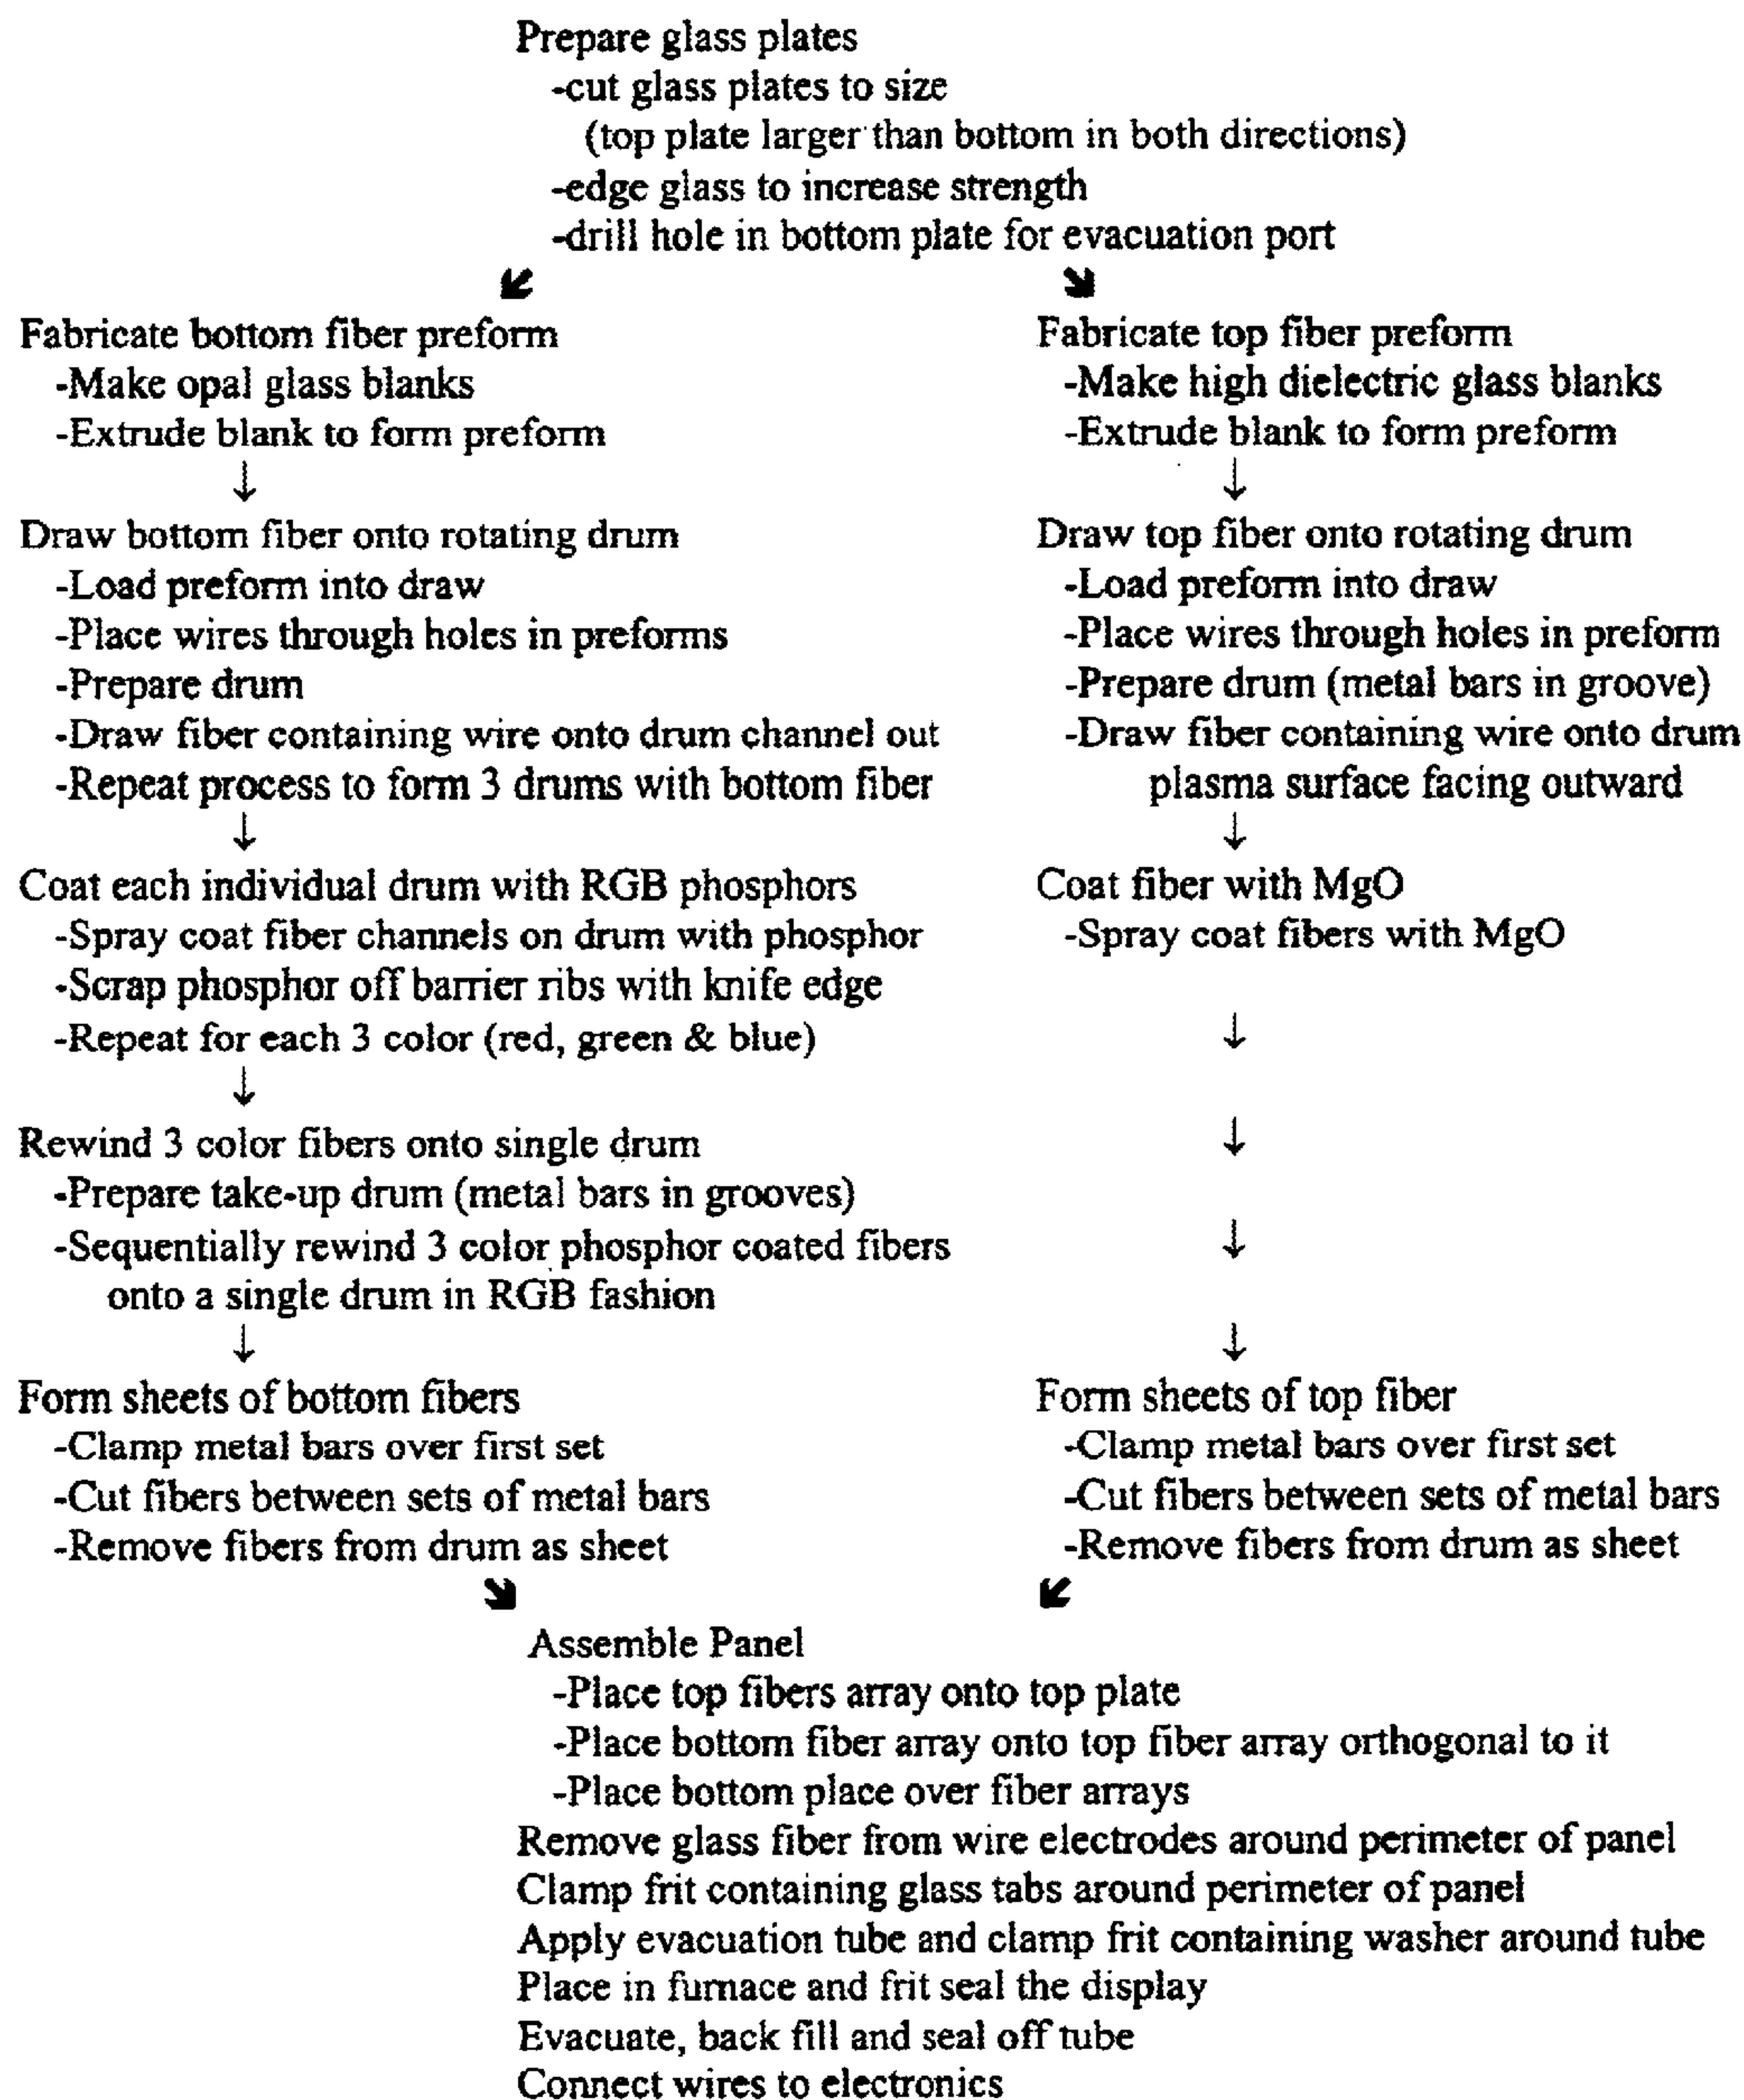 Prepare glass plates
-cut glass plates to size
(top plate larger than bottom in both directions)
-edge glass to increase strength
-drill hole in bottom plate for evacuation port
Fabricate bottom fiber preform
-Make opal glass blanks
-Extrude blank to form preform
Draw bottom fiber onto rotating drum
-Load preform into draw
-Place wires through holes in preforms
-Prepare drum
-Draw fiber containing wire onto drum channel out
-Repeat process to form 3 drums with bottom fiber
Coat each individual drum with RGB phosphors
-Spray coat fiber channels on drum with phosphor
-Scrap phosphor off barrier ribs with knife edge
-Repeat for each 3 color (red, green & blue)
Rewind 3 color fibers onto single drum
-Prepare take-up drum (metal bars in grooves)
-Sequentially rewind 3 color phosphor coated fibers
onto a single drum in RGB fashion
Form sheets of bottom fibers
-Clamp metal bars over first set
-Cut fibers between sets of metal bars
-Remove fibers from drum as sheet
Fabricate top fiber preform
-Make high dielectric glass blanks
-Extrude blank to form preform
Draw top fiber onto rotating drum
-Load preform into draw
-Place wires through holes in preform
-Prepare drum (metal bars in groove)
-Draw fiber containing wire onto drum
plasma surface facing outward
Coat fiber with MgO
-Spray coat fibers with MgO
Form sheets of top fiber
-Clamp metal bars over first set
-Cut fibers between sets of metal bars
-Remove fibers from drum as sheet
Assemble Panel
-Place top fibers array onto top plate
-Place bottom fiber array onto top fiber array orthogonal to it
-Place bottom place over fiber arrays
Remove glass fiber from wire electrodes around perimeter of panel
Clamp frit containing glass tabs around perimeter of panel
Apply evacuation tube and clamp frit containing washer around tube
Place in furnace and frit seal the display
Evacuate, back fill and seal off tube
Connect wires to electronics